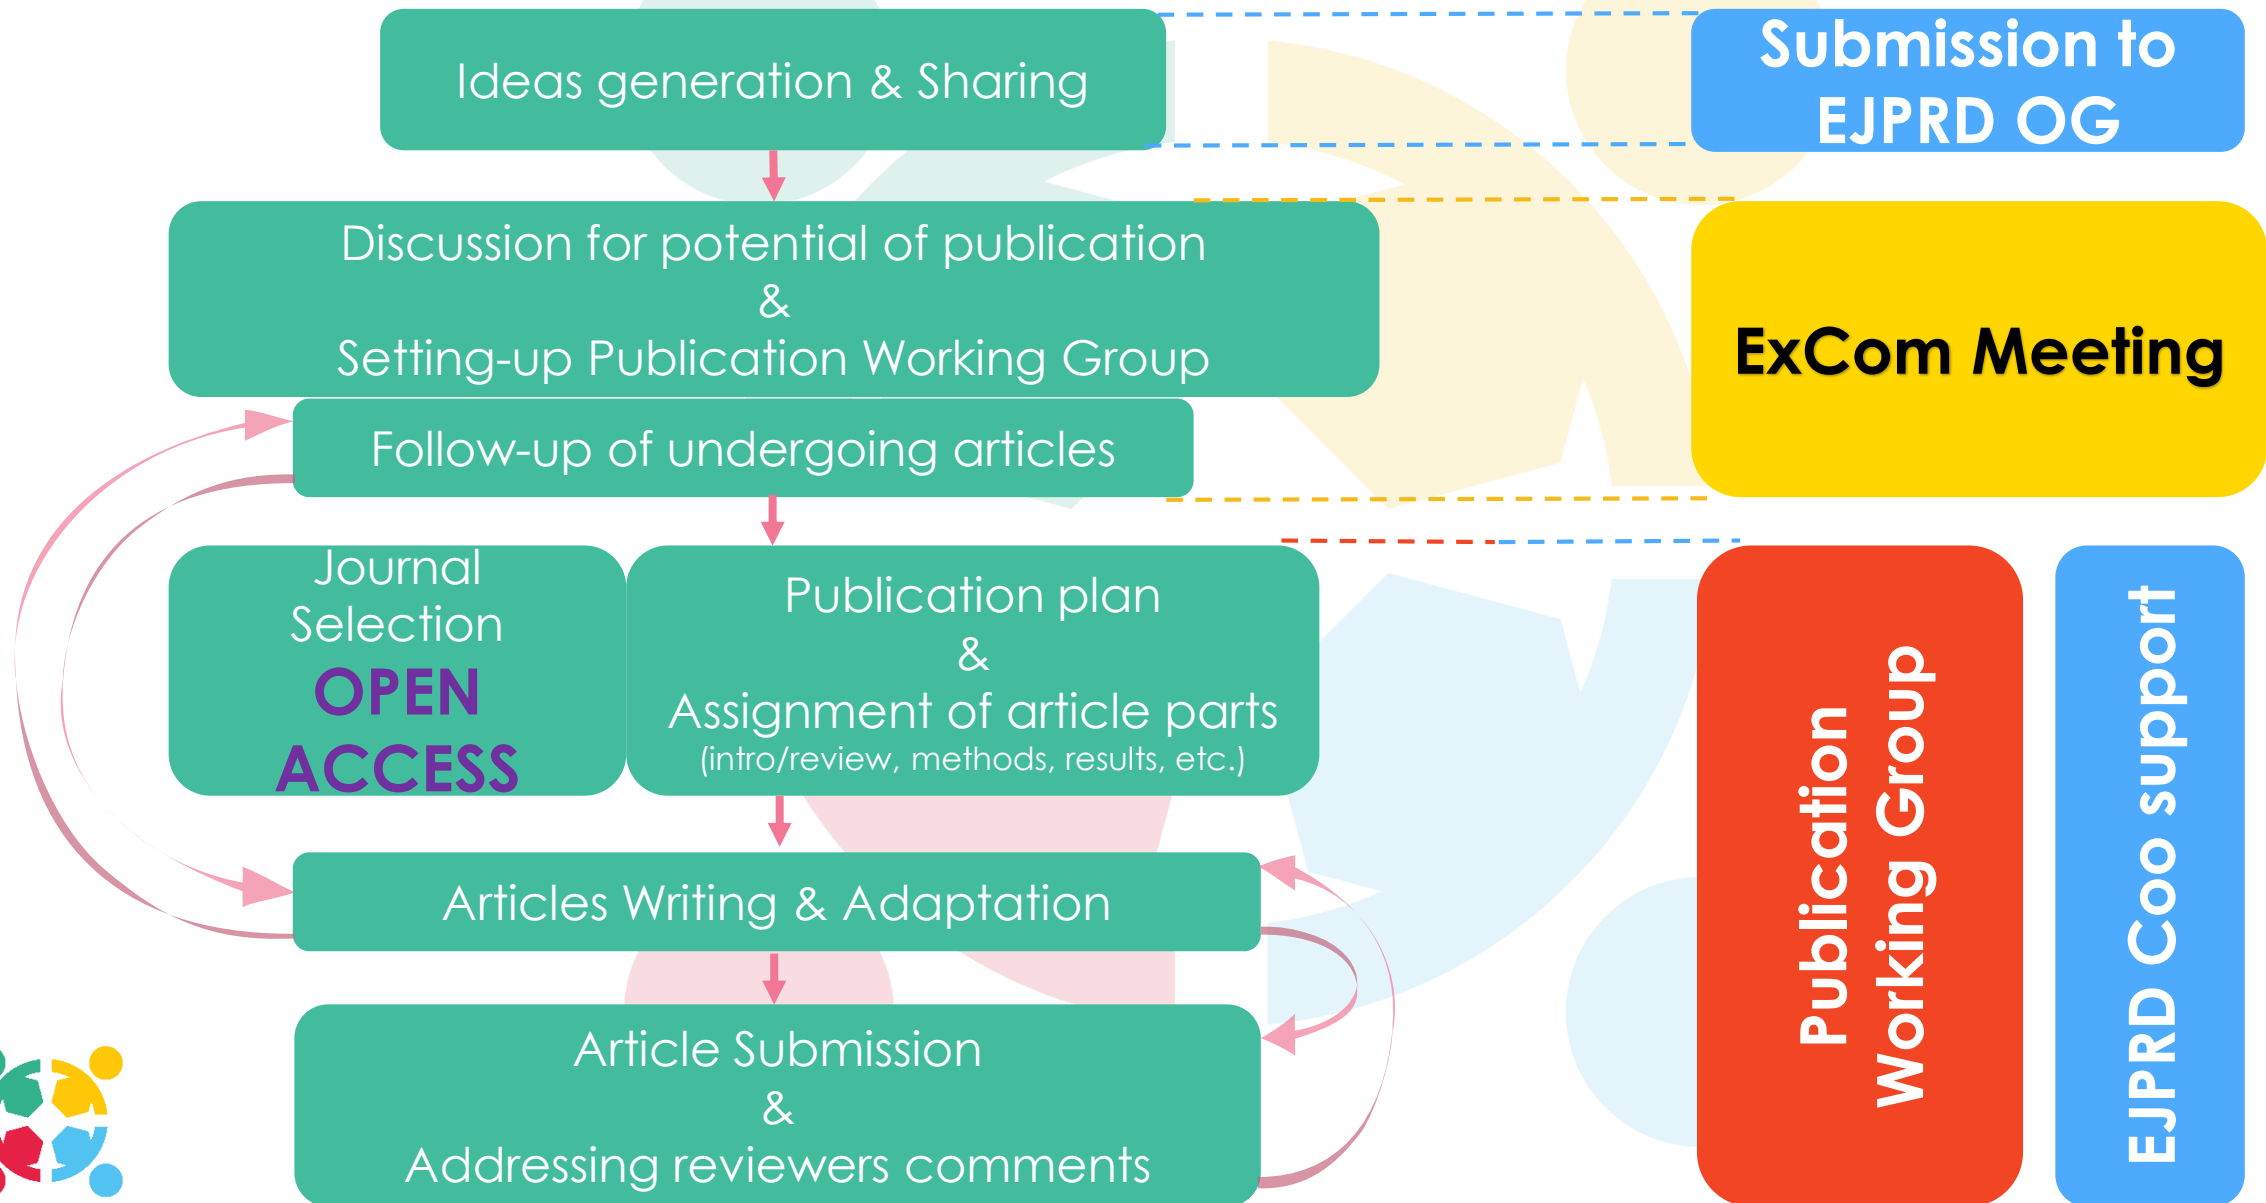 Ideas generation & Sharing
Submission to
EJPRD OG
Discussion for potential of publication
&
Setting-up Publication Working Group
ExCom Meeting
Follow-up of undergoing articles
Journal
Selection
OPEN
ACCESS
Publication plan
&
Assignment of article parts
(intro/review, methods, results, etc.)
Articles Writing & Adaptation
Article Submission
&
Addressing reviewers comments
Publication
Working Group
EJPRD Coo support